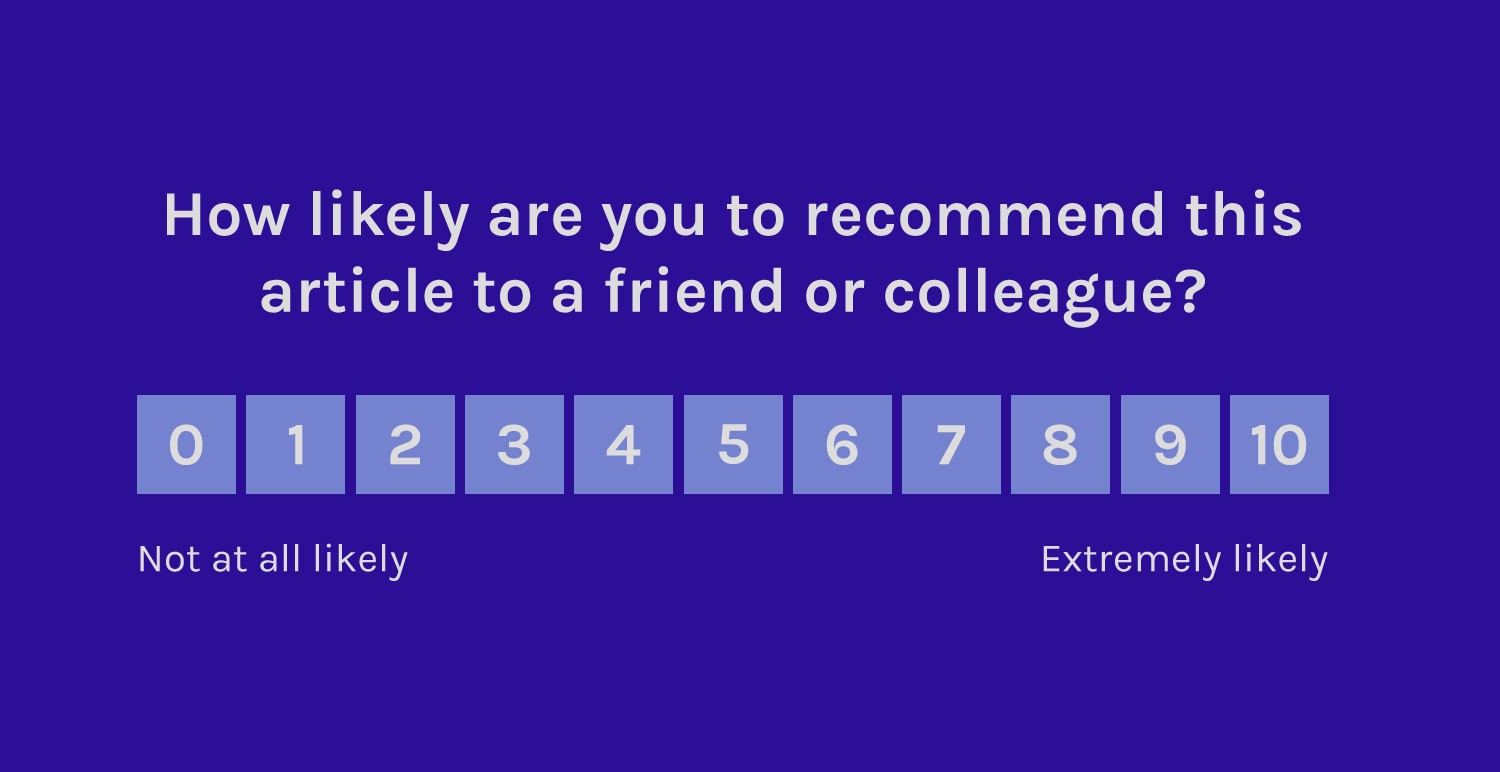 How likely are you to recommend this
article to a friend or colleague?
0 1 2 3 4 5 6 7 8 9 10
Not at all likely Extremely likely